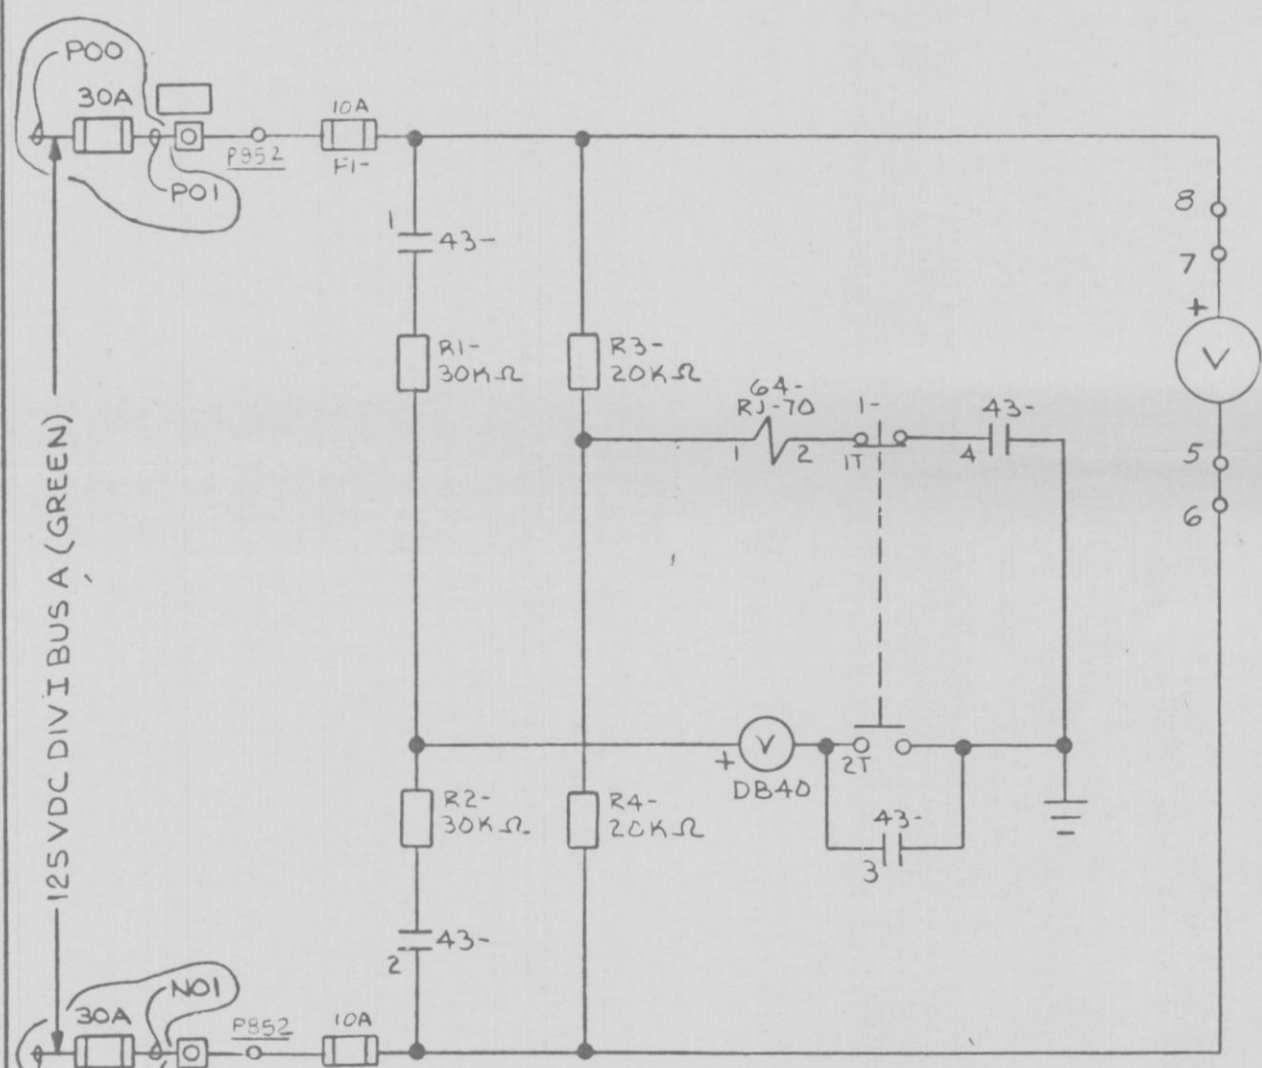 P00
30A
10A
P852
F1-
P01
8
1
43-
7
+
V
R1-
30KΩ
R3-
20KΩ
64-
RJ-70
1-
43-
1
2
1T
4
5
6
125 VDC DIV I BUS A (GREEN)
V
+
2T
DB40
R2-
30KΩ
R4-
20KΩ
43-
3
43-
2
N01
30A
P852
10A